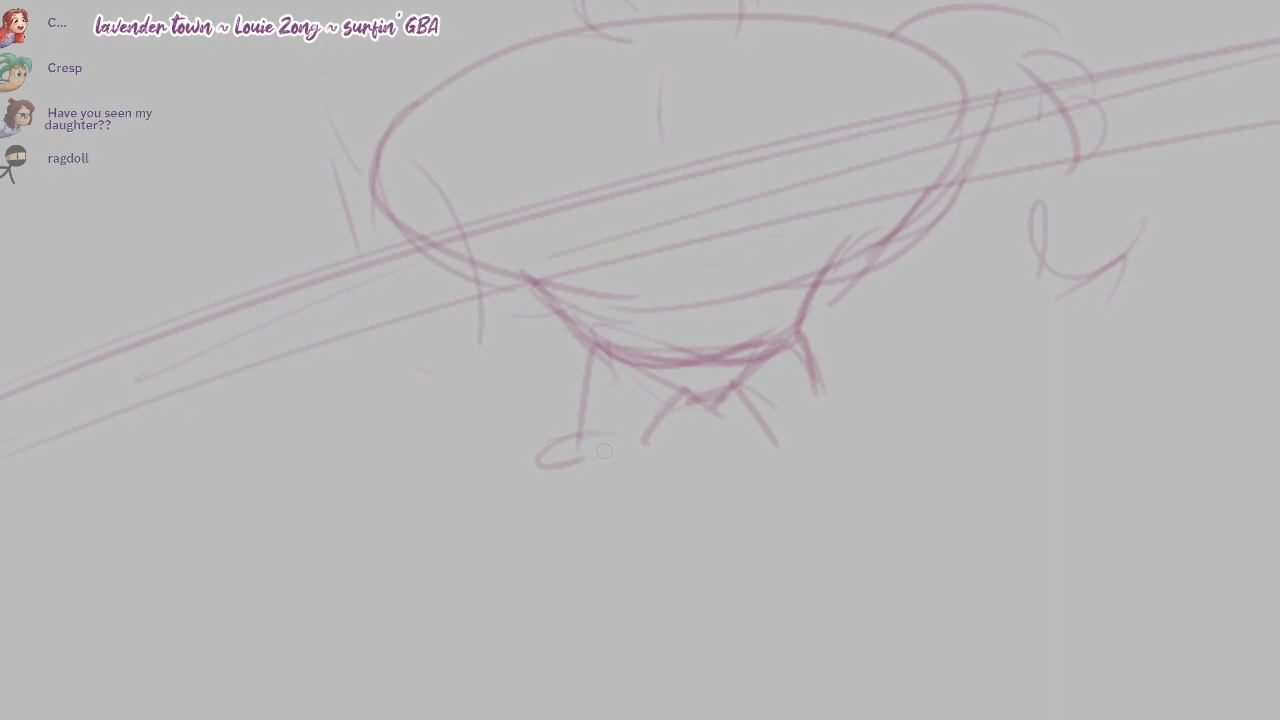 C...
lavender town ~ Louie Zong ~ surfin' GBA
Cresp
Have you seen my
daughter??
ragdoll